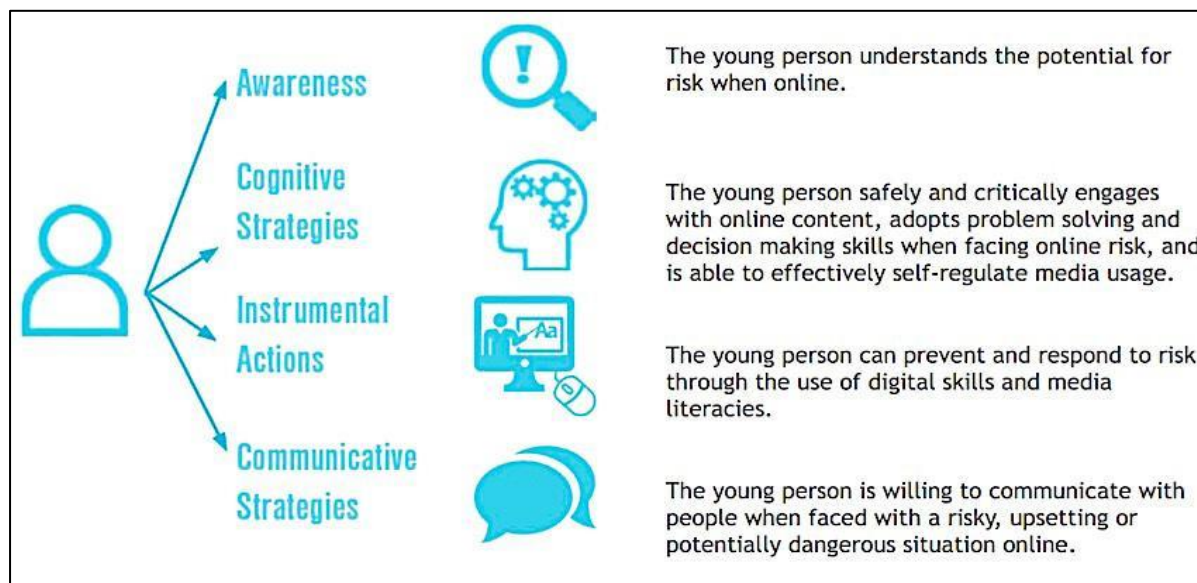 Awareness
The young person understands the potential for
risk when online.
Cognitive
Strategies
The young person safely and critically engages
with online content, adopts problem solving and
decision making skills when facing online risk, and
is able to effectively self-regulate media usage.
Instrumental
Actions
Aa
The young person can prevent and respond to risk
through the use of digital skills and media
literacies.
Communicative
Strategies
The young person is willing to communicate with
people when faced with a risky, upsetting or
potentially dangerous situation online.